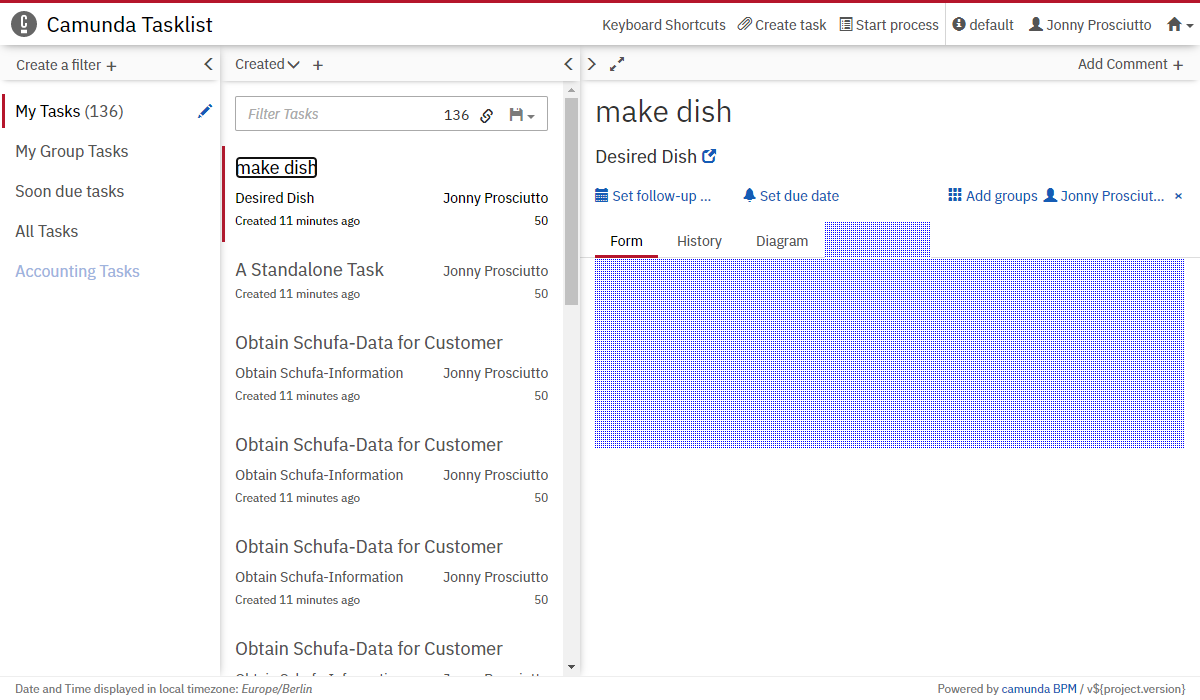 Camunda Tasklist
Keyboard Shortcuts Create task Start process default Jonny Prosciutto
Create a filter +
My Tasks (136)
My Group Tasks
Soon due tasks
All Tasks
Accounting Tasks
Created +
Filter Tasks 136
make dish
Desired Dish Jonny Prosciutto
Created 11 minutes ago 50
A Standalone Task Jonny Prosciutto
Created 11 minutes ago 50
Obtain Schufa-Data for Customer
Obtain Schufa-Information Jonny Prosciutto
Created 11 minutes ago 50
Obtain Schufa-Data for Customer
Obtain Schufa-Information Jonny Prosciutto
Created 11 minutes ago 50
Obtain Schufa-Data for Customer
Obtain Schufa-Information Jonny Prosciutto
Created 11 minutes ago 50
Obtain Schufa-Data for Customer
Add Comment +
make dish
Desired Dish
Set follow-up ... Set due date Add groups Jonny Prosciut... ×
Form History Diagram
Date and Time displayed in local timezone: Europe/Berlin
Powered by camunda BPM / v${project.version}